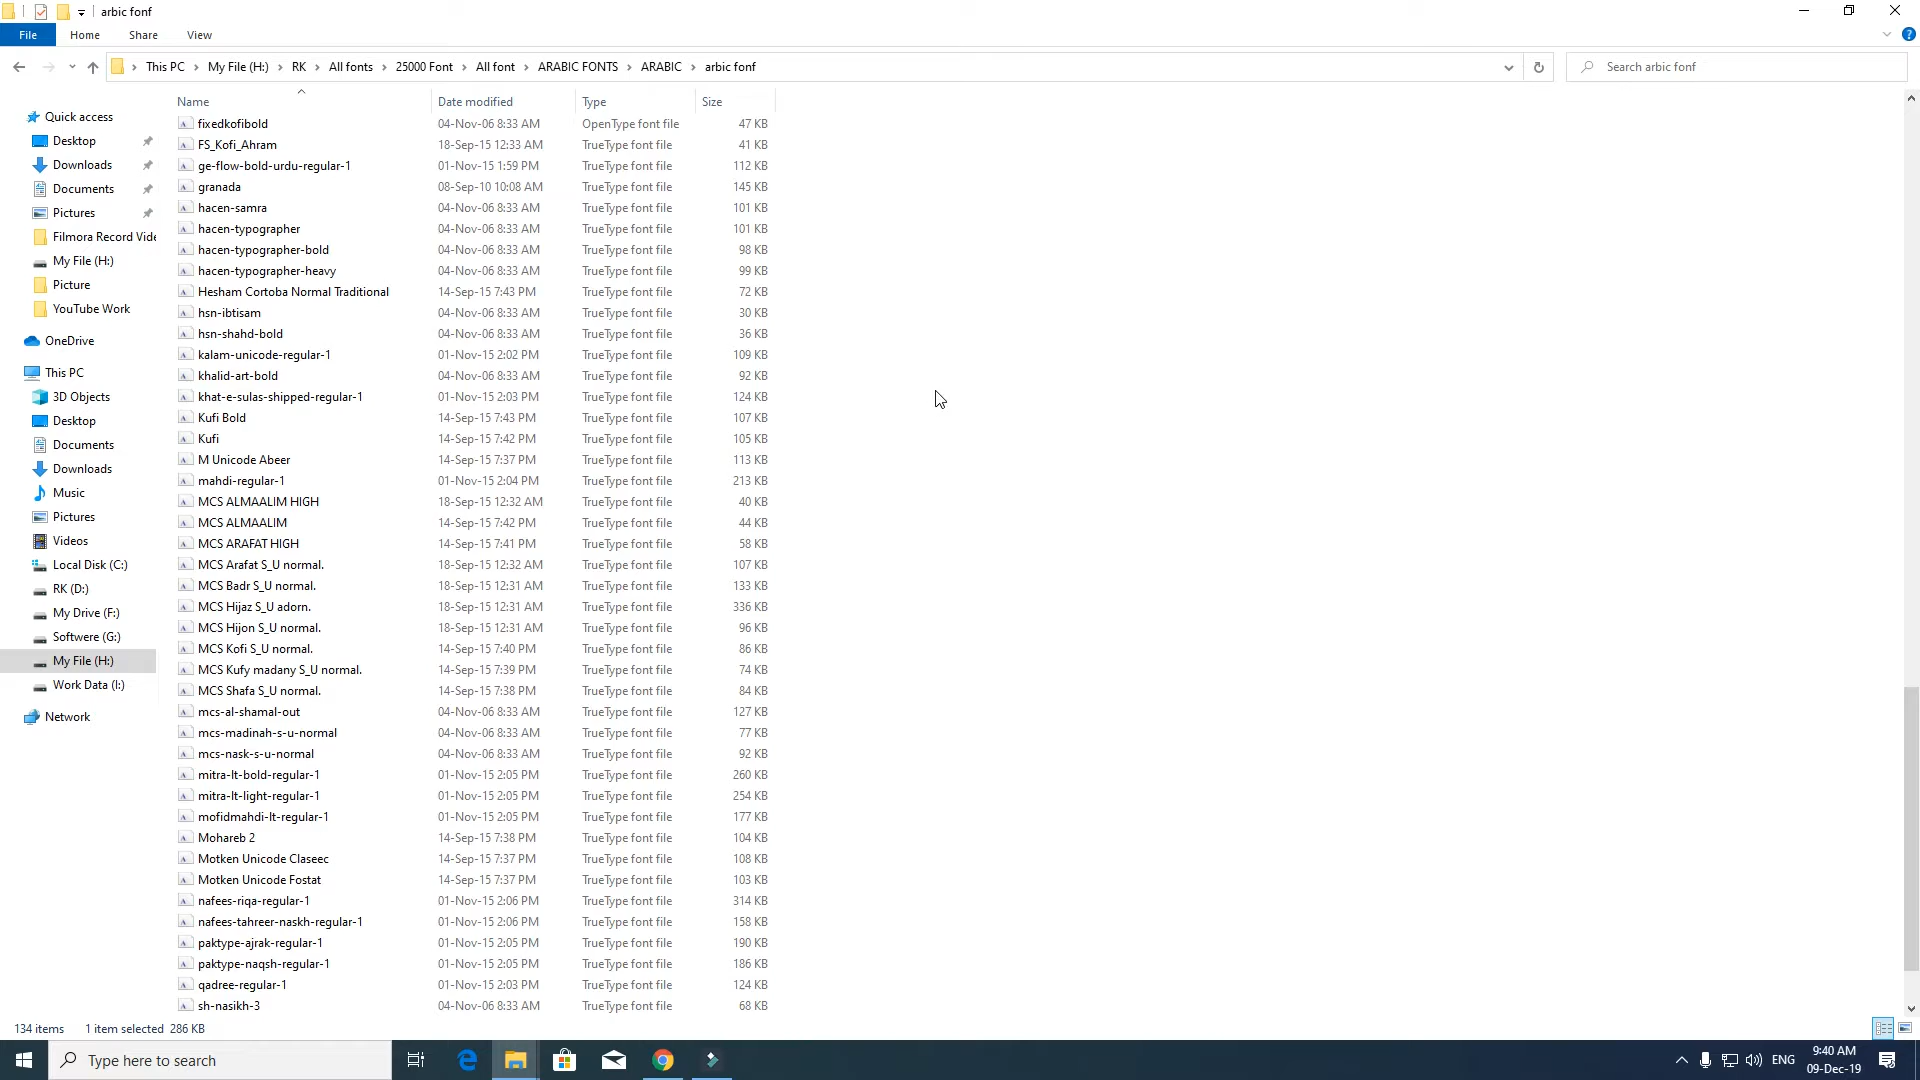 arbic fonf
File Home Share View
This PC My File (H:) RK All fonts 25000 Font All font ARABIC FONTS ARABIC arbic fonf
Search arbic fonf
Name Date modified Type Size
Quick access
Desktop
Downloads
Documents
Pictures
Filmora Record Vide
My File (H:)
Picture
YouTube Work
OneDrive
This PC
3D Objects
Desktop
Documents
Downloads
Music
Pictures
Videos
Local Disk (C:)
RK (D:)
My Drive (F:)
Softwere (G:)
My File (H:)
Work Data (I:)
Network
fixedkofibold 04-Nov-06 8:33 AM OpenType font file 47 KB
FS_Kofi_Ahram 18-Sep-15 12:33 AM TrueType font file 41 KB
ge-flow-bold-urdu-regular-1 01-Nov-15 1:59 PM TrueType font file 112 KB
granada 08-Sep-10 10:08 AM TrueType font file 145 KB
hacen-samra 04-Nov-06 8:33 AM TrueType font file 101 KB
hacen-typographer 04-Nov-06 8:33 AM TrueType font file 101 KB
hacen-typographer-bold 04-Nov-06 8:33 AM TrueType font file 98 KB
hacen-typographer-heavy 04-Nov-06 8:33 AM TrueType font file 99 KB
Hesham Cortoba Normal Traditional 14-Sep-15 7:43 PM TrueType font file 72 KB
hsn-ibtisam 04-Nov-06 8:33 AM TrueType font file 30 KB
hsn-shahd-bold 04-Nov-06 8:33 AM TrueType font file 36 KB
kalam-unicode-regular-1 01-Nov-15 2:02 PM TrueType font file 109 KB
khalid-art-bold 04-Nov-06 8:33 AM TrueType font file 92 KB
khat-e-sulas-shipped-regular-1 01-Nov-15 2:03 PM TrueType font file 124 KB
Kufi Bold 14-Sep-15 7:43 PM TrueType font file 107 KB
Kufi 14-Sep-15 7:42 PM TrueType font file 105 KB
M Unicode Abeer 14-Sep-15 7:37 PM TrueType font file 113 KB
mahdi-regular-1 01-Nov-15 2:04 PM TrueType font file 213 KB
MCS ALMAALIM HIGH 18-Sep-15 12:32 AM TrueType font file 40 KB
MCS ALMAALIM 14-Sep-15 7:42 PM TrueType font file 44 KB
MCS ARAFAT HIGH 14-Sep-15 7:41 PM TrueType font file 58 KB
MCS Arafat S_U normal. 18-Sep-15 12:32 AM TrueType font file 107 KB
MCS Badr S_U normal. 18-Sep-15 12:31 AM TrueType font file 133 KB
MCS Hijaz S_U adorn. 18-Sep-15 12:31 AM TrueType font file 336 KB
MCS Hijon S_U normal. 18-Sep-15 12:31 AM TrueType font file 96 KB
MCS Kofi S_U normal. 14-Sep-15 7:40 PM TrueType font file 86 KB
MCS Kufy madany S_U normal. 14-Sep-15 7:39 PM TrueType font file 74 KB
MCS Shafa S_U normal. 14-Sep-15 7:38 PM TrueType font file 84 KB
mcs-al-shamal-out 04-Nov-06 8:33 AM TrueType font file 127 KB
mcs-madinah-s-u-normal 04-Nov-06 8:33 AM TrueType font file 77 KB
mcs-nask-s-u-normal 04-Nov-06 8:33 AM TrueType font file 92 KB
mitra-lt-bold-regular-1 01-Nov-15 2:05 PM TrueType font file 260 KB
mitra-lt-light-regular-1 01-Nov-15 2:05 PM TrueType font file 254 KB
mofidmahdi-lt-regular-1 01-Nov-15 2:05 PM TrueType font file 177 KB
Mohareb 2 14-Sep-15 7:38 PM TrueType font file 104 KB
Motken Unicode Claseec 14-Sep-15 7:37 PM TrueType font file 108 KB
Motken Unicode Fostat 14-Sep-15 7:37 PM TrueType font file 103 KB
nafees-riqa-regular-1 01-Nov-15 2:06 PM TrueType font file 314 KB
nafees-tahreer-naskh-regular-1 01-Nov-15 2:06 PM TrueType font file 158 KB
paktype-ajrak-regular-1 01-Nov-15 2:05 PM TrueType font file 190 KB
paktype-naqsh-regular-1 01-Nov-15 2:05 PM TrueType font file 186 KB
qadree-regular-1 01-Nov-15 2:03 PM TrueType font file 124 KB
sh-nasikh-3 04-Nov-06 8:33 AM TrueType font file 68 KB
134 items 1 item selected 286 KB
Type here to search
ENG
9:40 AM
09-Dec-19